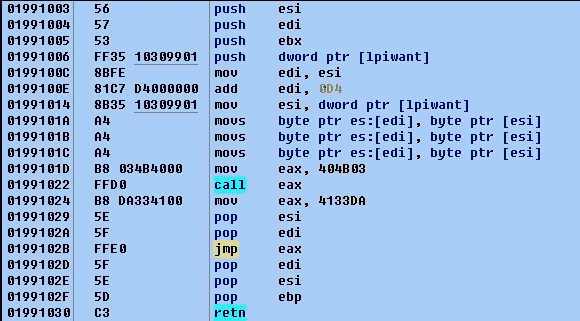 01991003 56 push esi
01991004 57 push edi
01991005 53 push ebx
01991006 FF35 10309901 push dword ptr [lpiwant]
0199100C 8BFE mov edi, esi
0199100E 81C7 D4000000 add edi, 0D4
01991014 8B35 10309901 mov esi, dword ptr [lpiwant]
0199101A A4 movs byte ptr es:[edi], byte ptr [esi]
0199101B A4 movs byte ptr es:[edi], byte ptr [esi]
0199101C A4 movs byte ptr es:[edi], byte ptr [esi]
0199101D B8 034B4000 mov eax, 404B03
01991022 FFD0 call eax
01991024 B8 DA334100 mov eax, 4133DA
01991029 5E pop esi
0199102A 5F pop edi
0199102B FFE0 jmp eax
0199102D 5F pop edi
0199102E 5E pop esi
0199102F 5D pop ebp
01991030 C3 retn